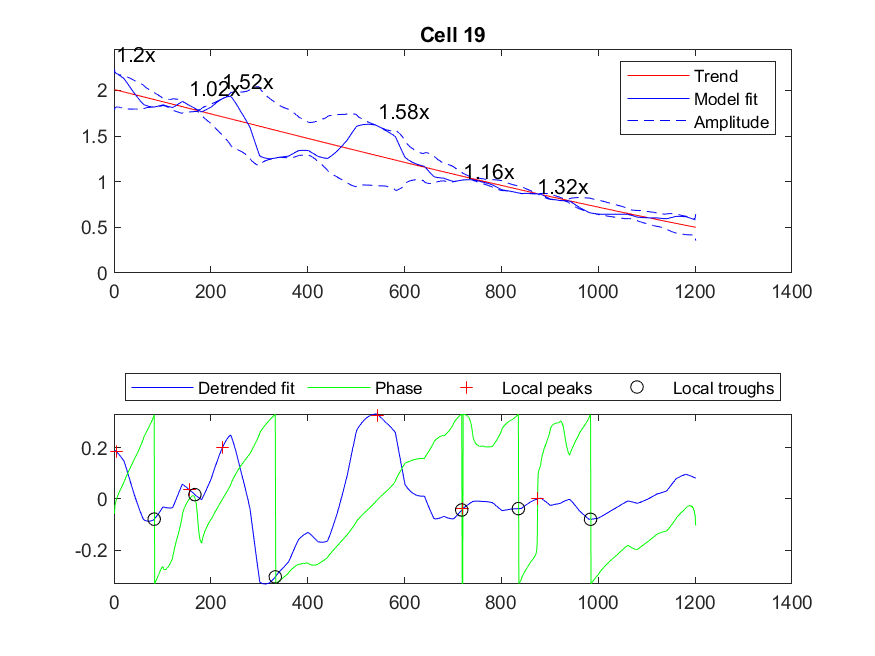 Cell 19
1.2x
1.02x
1.52x
1.58x
1.16x
1.32x
Trend
Model fit
Amplitude
2
1.5
1
0.5
0
0 200 400 600 800 1000 1200 1400
Detrended fit Phase Local peaks Local troughs
0.2
0
-0.2
0 200 400 600 800 1000 1200 1400